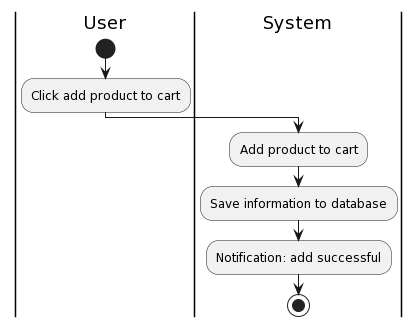 User
System
Click add product to cart
Add product to cart
Save information to database
Notification: add successful